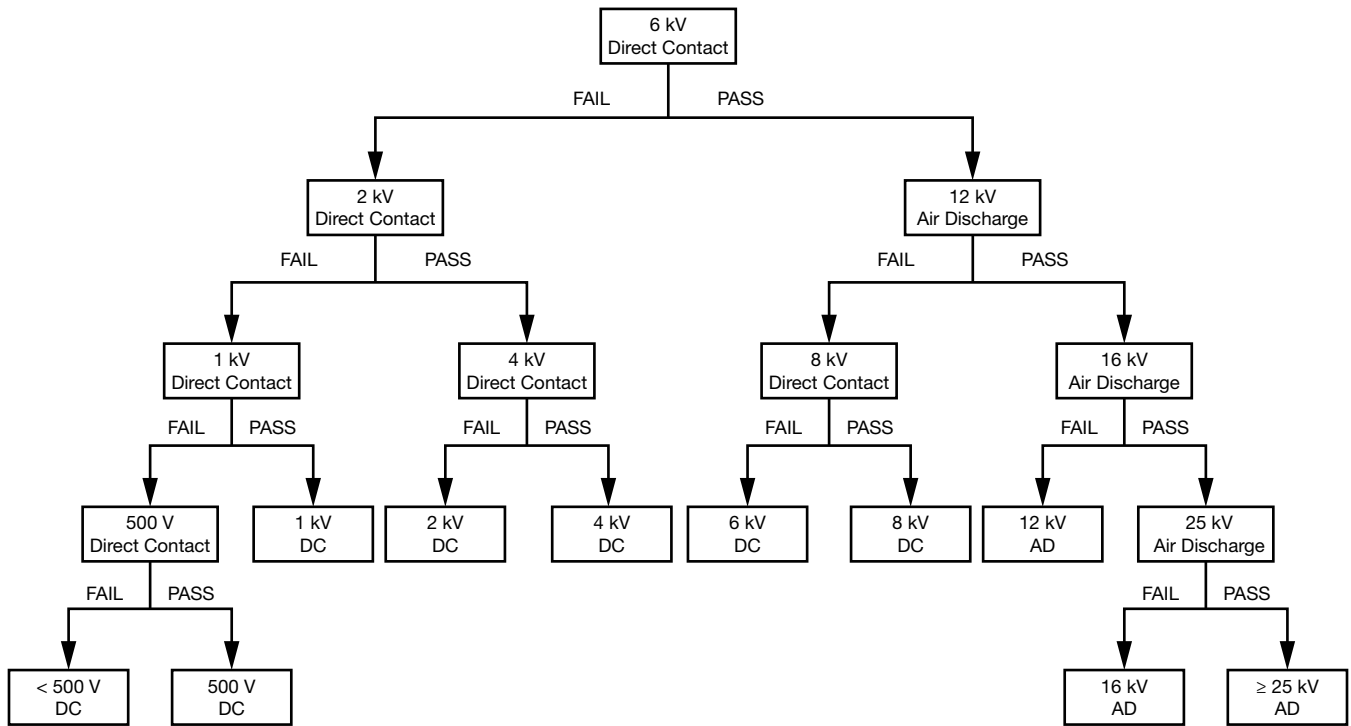 6 kV
Direct Contact
FAIL
PASS
2 kV
Direct Contact
12 kV
Air Discharge
FAIL
PASS
FAIL
PASS
1 kV
Direct Contact
4 kV
Direct Contact
8 kV
Direct Contact
16 kV
Air Discharge
FAIL
PASS
FAIL
PASS
FAIL
PASS
FAIL
PASS
500 V
Direct Contact
1 kV
DC
2 kV
DC
4 kV
DC
6 kV
DC
8 kV
DC
12 kV
AD
25 kV
Air Discharge
FAIL
PASS
FAIL
PASS
< 500 V
DC
500 V
DC
16 kV
AD
≥ 25 kV
AD